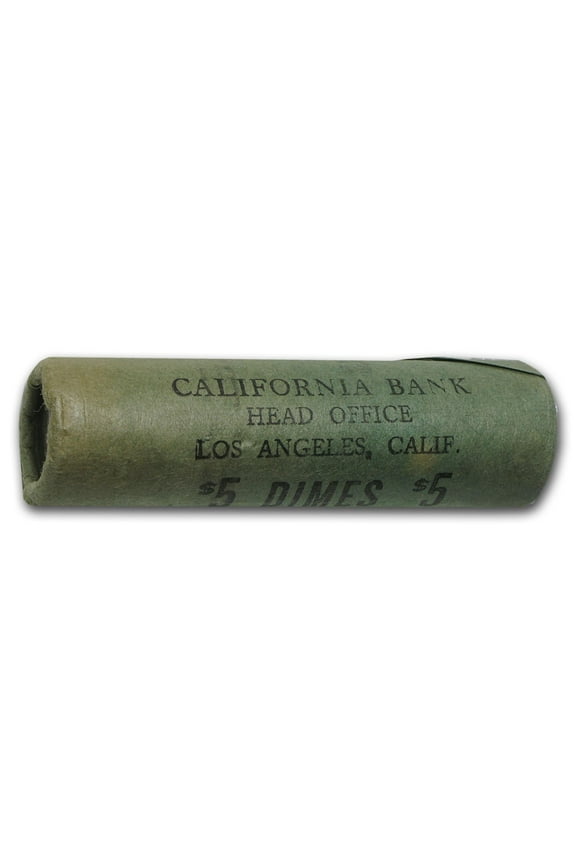 CALIFORNIA BANK
HEAD OFFICE
LOS ANGELES, CALIF.
$5 DIMES $5